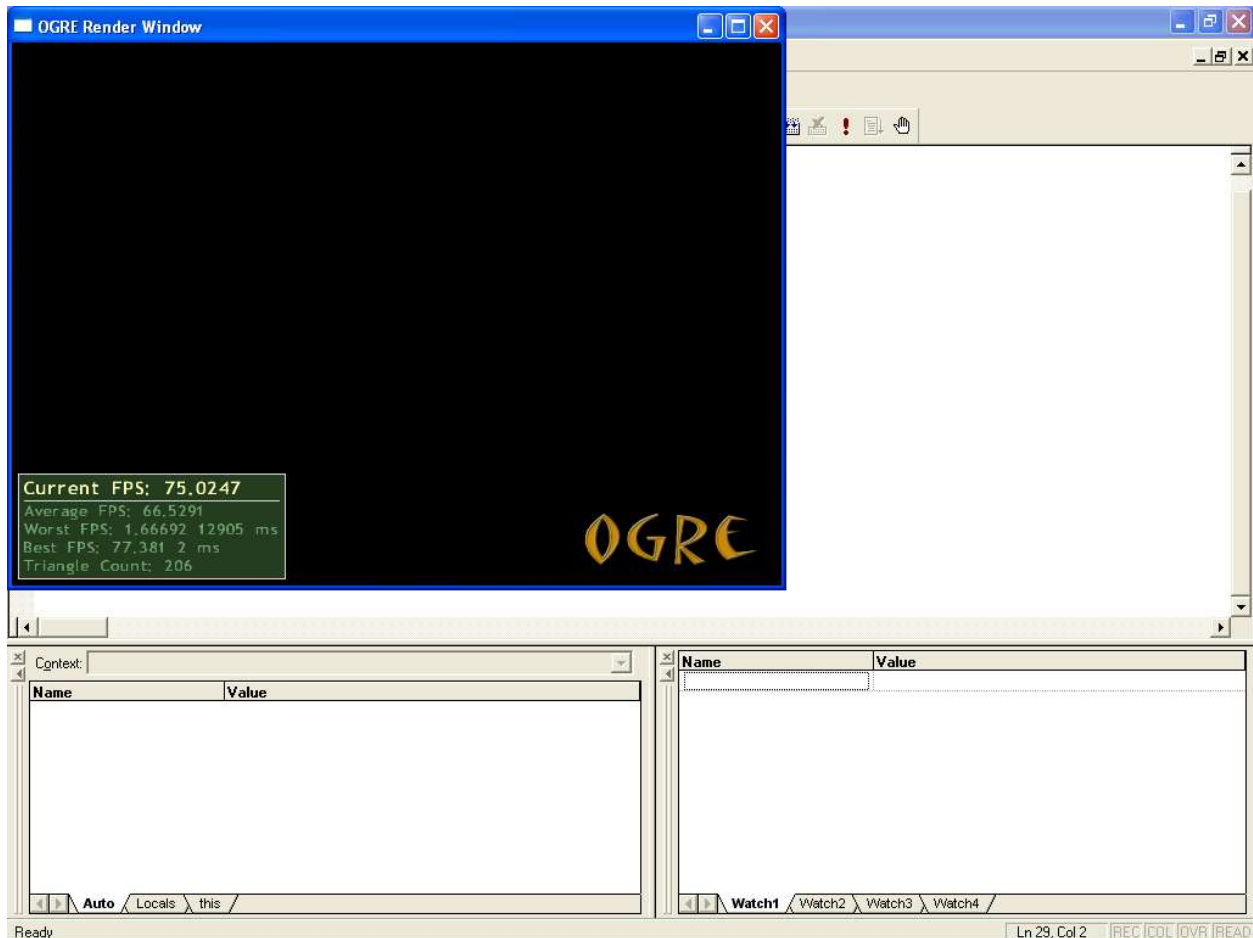 OGRE Render Window
Current FPS: 75.0247
Average FPS: 66.5291
Worst FPS: 1.66692 12905 ms
Best FPS: 77.381 2 ms
Triangle Count: 206
OGRE
Context:
Name Value
Auto Locals this
Name Value
Watch1 Watch2 Watch3 Watch4
Ready
Ln 29, Col 2 REC COL OVR READ